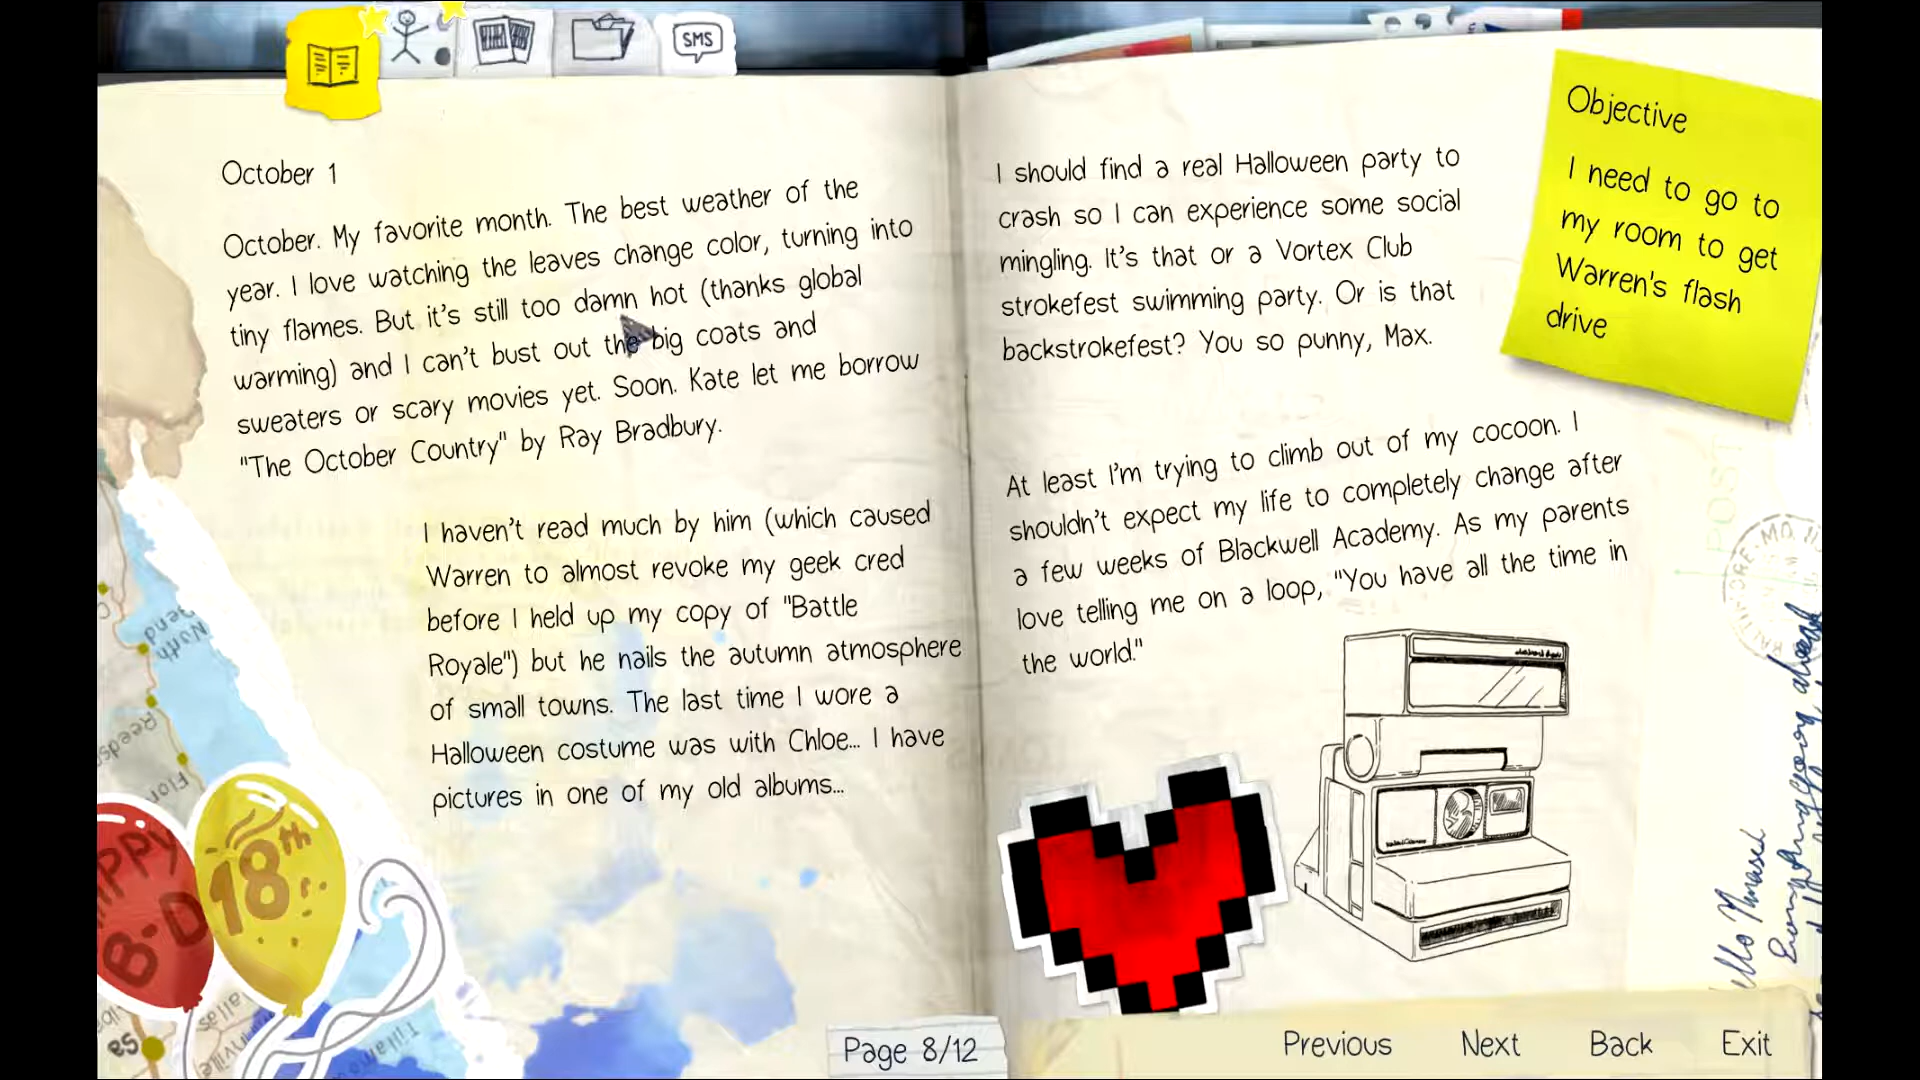 SMS
October 1
October. My favorite month. The best weather of the
year. I love watching the leaves change color, turning into
tiny flames. But it's still too damn hot (thanks global
warming) and I can't bust out the big coats and
sweaters or scary movies yet. Soon. Kate let me borrow
"The October Country" by Ray Bradbury.
I haven't read much by him (which caused
Warren to almost revoke my geek cred
before I held up my copy of "Battle
Royale") but he nails the autumn atmosphere
of small towns. The last time I wore a
Halloween costume was with Chloe... I have
pictures in one of my old albums...
I should find a real Halloween party to
crash so I can experience some social
mingling. It's that or a Vortex Club
strokefest swimming party. Or is that
backstrokefest? You so punny, Max.
At least I'm trying to climb out of my cocoon. I
shouldn't expect my life to completely change after
a few weeks of Blackwell Academy. As my parents
love telling me on a loop, "You have all the time in
the world."
Objective
I need to go to
my room to get
Warren's flash
drive
North
Bend
Reedsp
Flor
18th
B-D
POST
Page 8/12
Previous
Next
Back
Exit